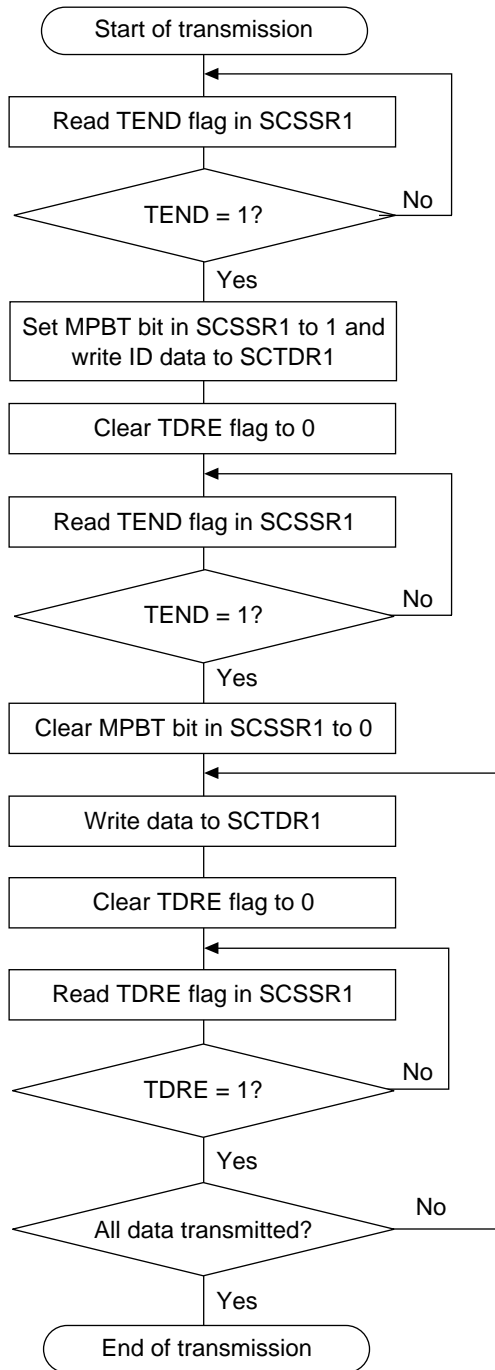 Start of transmission
Read TEND flag in SCSSR1
TEND = 1?
No
Yes
Set MPBT bit in SCSSR1 to 1 and
write ID data to SCTDR1
Clear TDRE flag to 0
Read TEND flag in SCSSR1
TEND = 1?
No
Yes
Clear MPBT bit in SCSSR1 to 0
Write data to SCTDR1
Clear TDRE flag to 0
Read TDRE flag in SCSSR1
TDRE = 1?
No
Yes
All data transmitted?
No
Yes
End of transmission